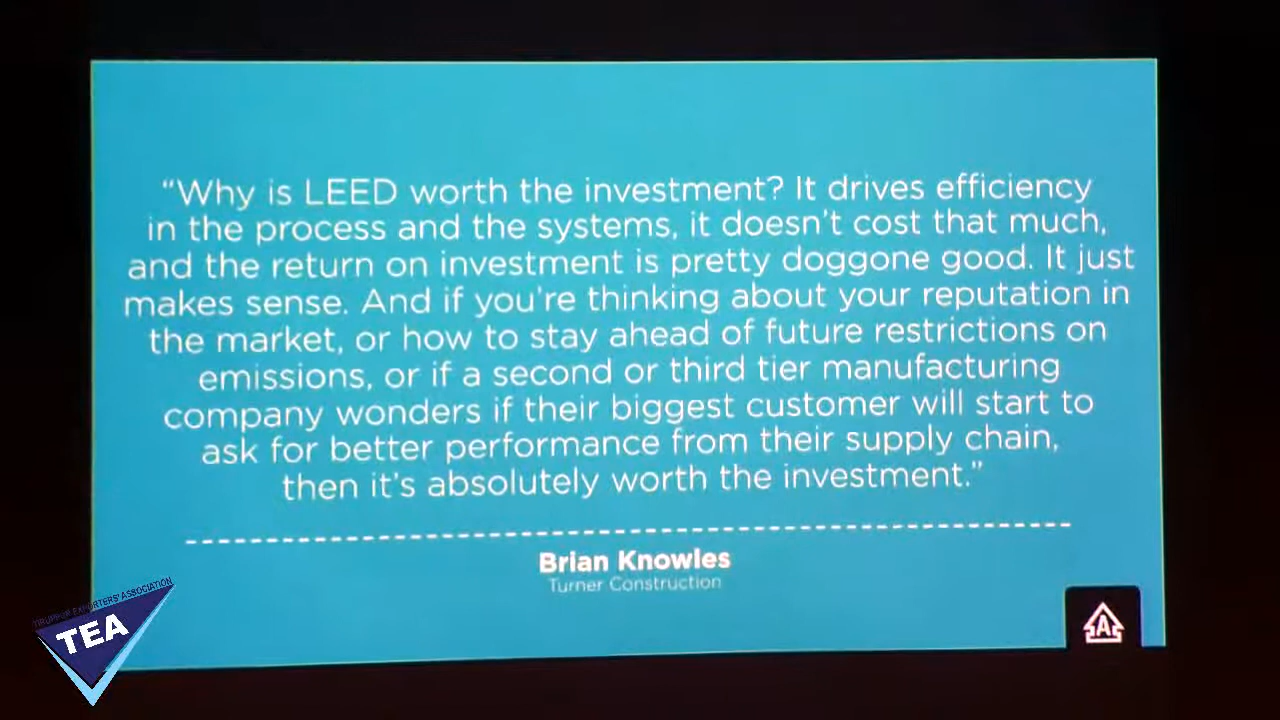 “Why is LEED worth the investment? It drives efficiency
in the process and the systems, it doesn’t cost that much,
and the return on investment is pretty doggone good. It just
makes sense. And if you’re thinking about your reputation in
the market, or how to stay ahead of future restrictions on
emissions, or if a second or third tier manufacturing
company wonders if their biggest customer will start to
ask for better performance from their supply chain,
then it’s absolutely worth the investment.”
Brian Knowles
Turner Construction
TIRUPPUR EXPORTERS' ASSOCIATION
TEA
A